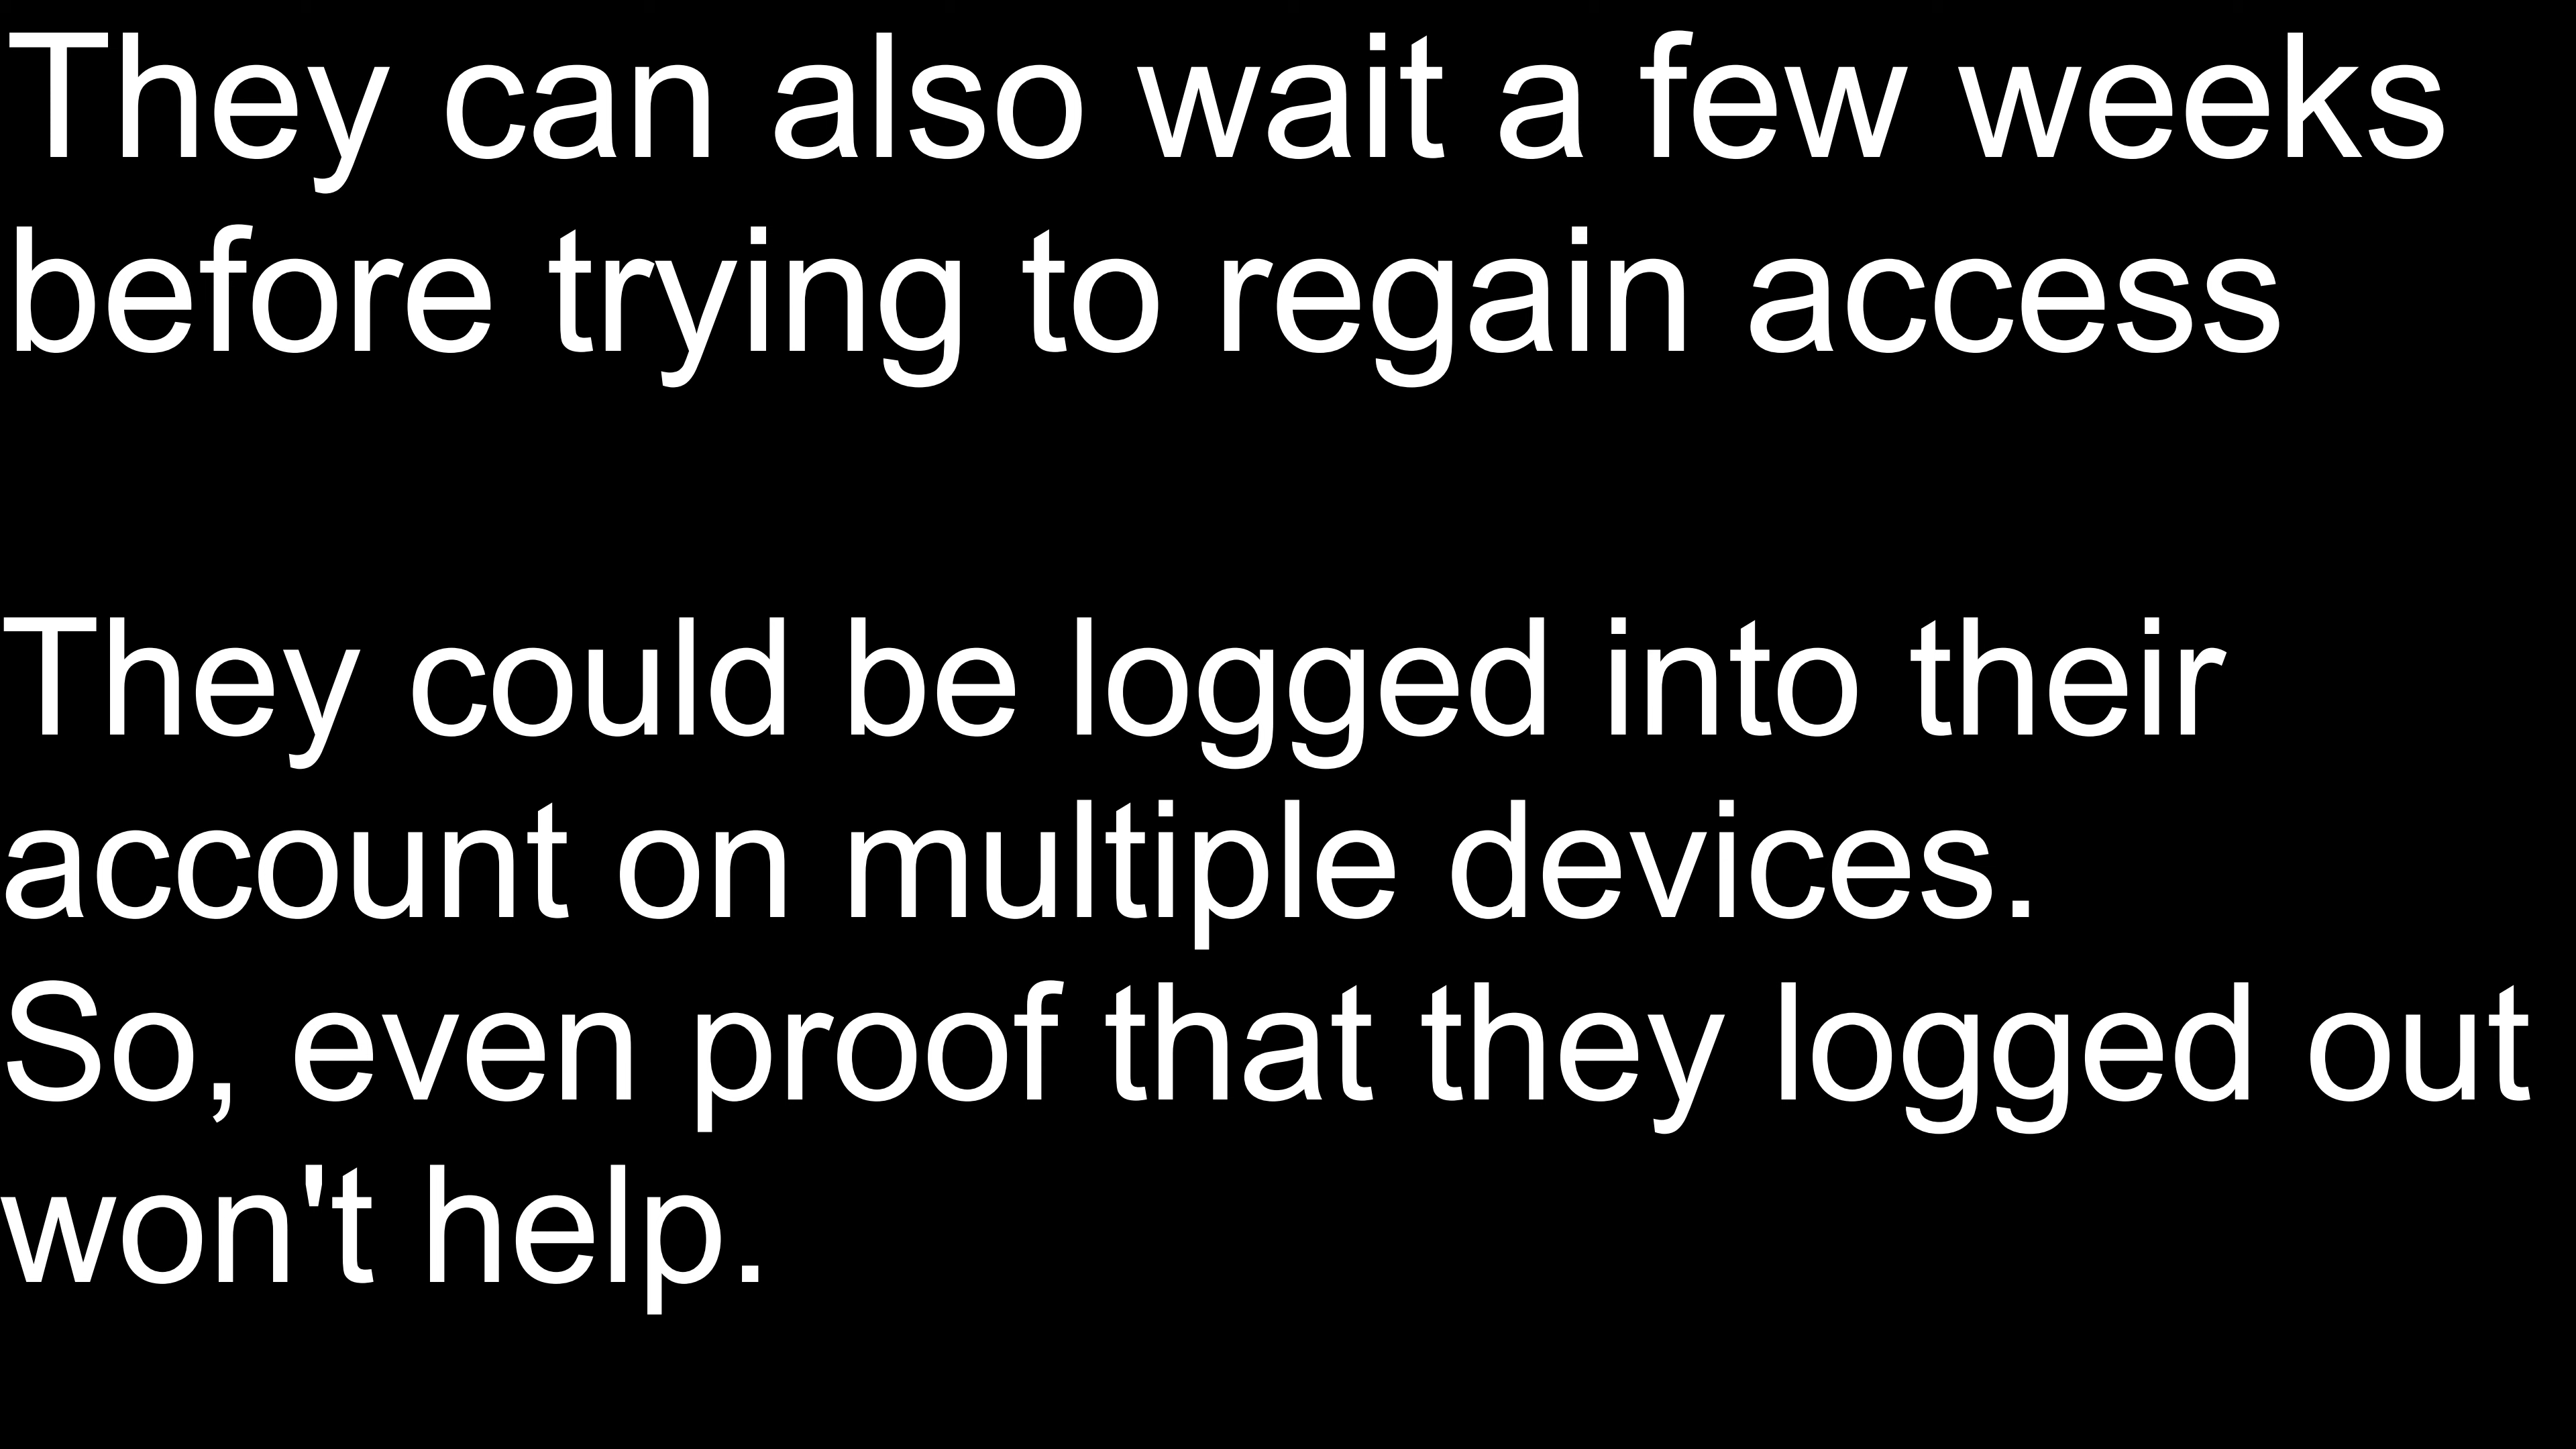 They can also wait a few weeks
before trying to regain access
They could be logged into their
account on multiple devices.
So, even proof that they logged out
won't help.